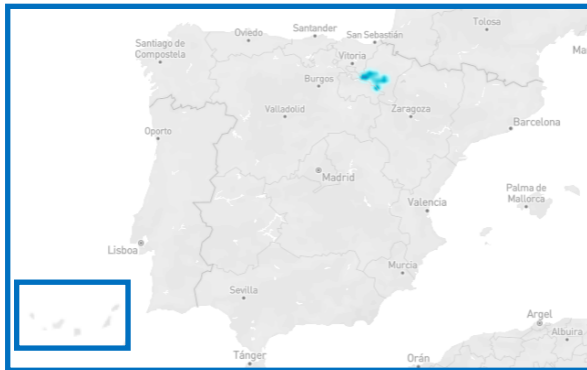 Tolosa
Santander
San Sebastián
Oviedo
Santiago de
Compostela
Vitoria
Ma
Burgos
Valladolid
Zaragoza
Barcelona
Oporto
Madrid
Palma de
Mallorca
Valencia
Lisboa
Murcia
Sevilla
Argel
Albuira
Tánger
Orán